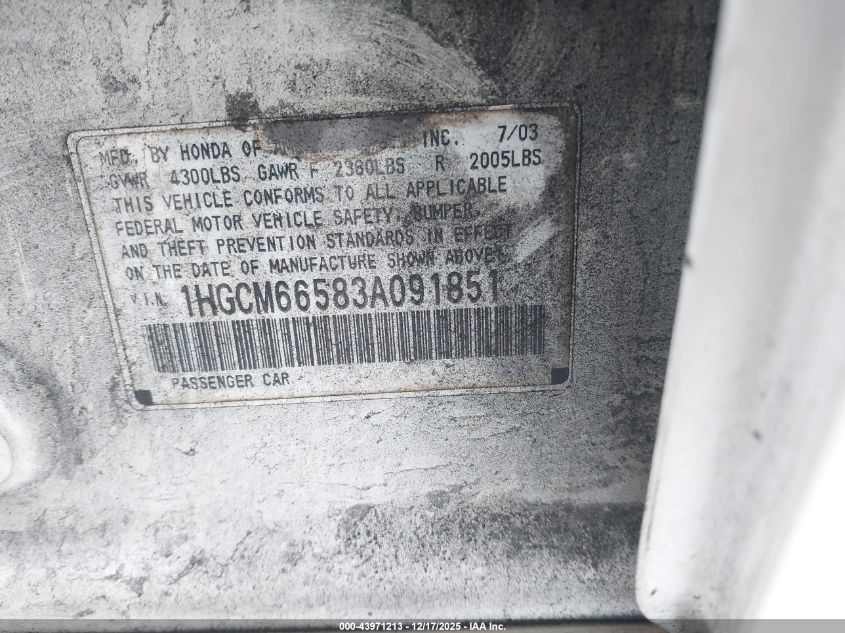 MFD. BY HONDA OF INC. 7/03
GVWR 4300LBS GAWR F 2380LBS R 2005LBS
THIS VEHICLE CONFORMS TO ALL APPLICABLE
FEDERAL MOTOR VEHICLE SAFETY, BUMPER,
AND THEFT PREVENTION STANDARDS IN EFFECT
ON THE DATE OF MANUFACTURE SHOWN ABOVE.
V.I.N. 1HGCM66583A091851
PASSENGER CAR
000-43971213 - 12/17/2025 - IAA Inc.